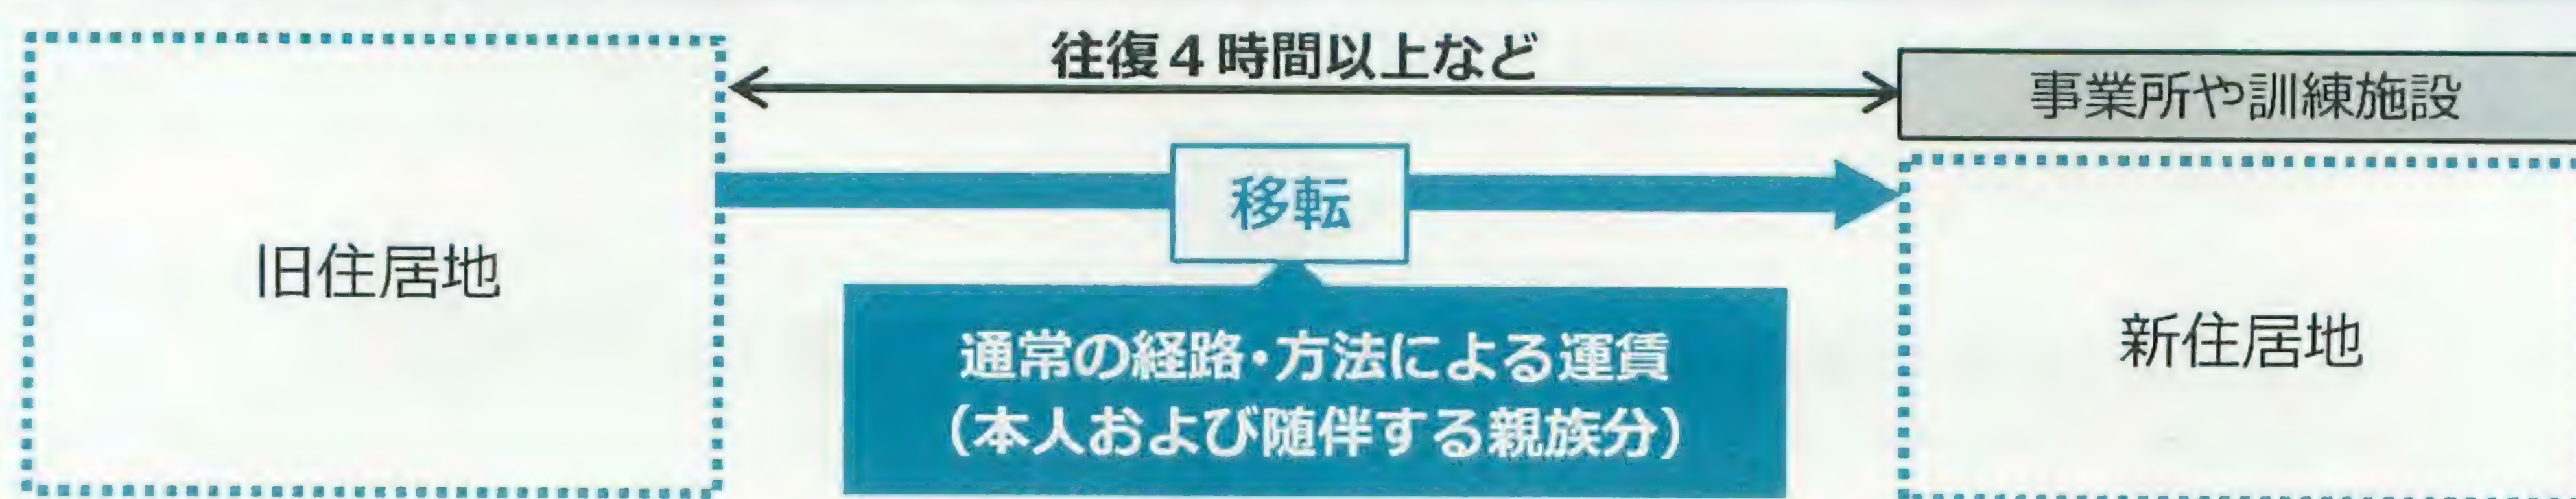 往復4時間以上など
事業所や訓練施設
移転
旧住居地
新住居地
通常の経路・方法による運賃
(本人および随伴する親族分)